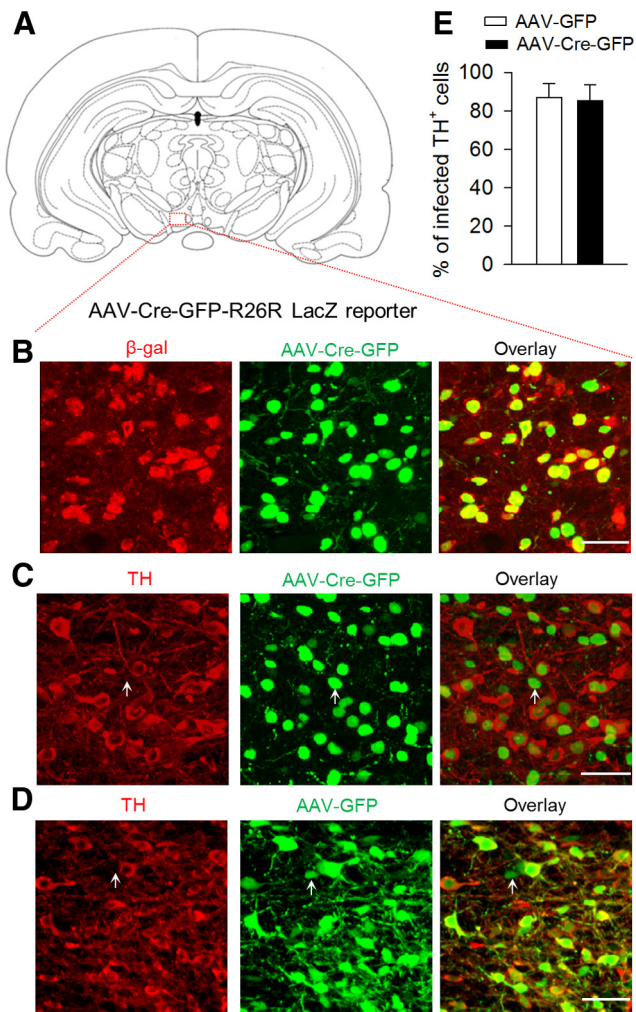 A
E
AAV-GFP
AAV-Cre-GFP
% of infected TH+ cells
100
80
60
40
20
0
AAV-Cre-GFP-R26R LacZ reporter
B
β-gal
AAV-Cre-GFP
Overlay
C
TH
AAV-Cre-GFP
Overlay
D
TH
AAV-GFP
Overlay